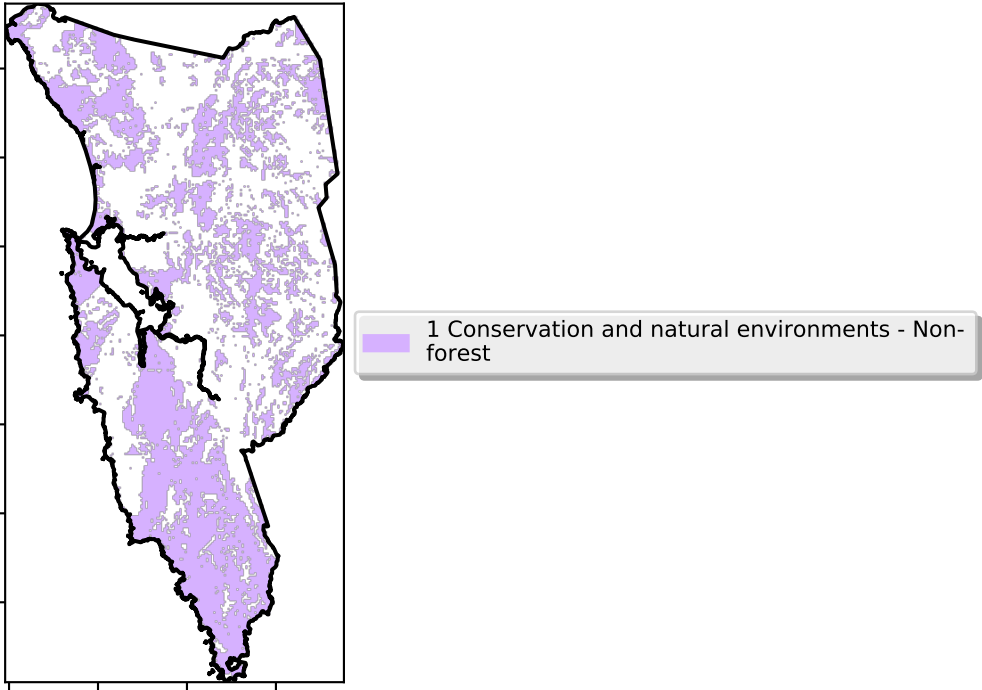 1 Conservation and natural environments - Non-
forest